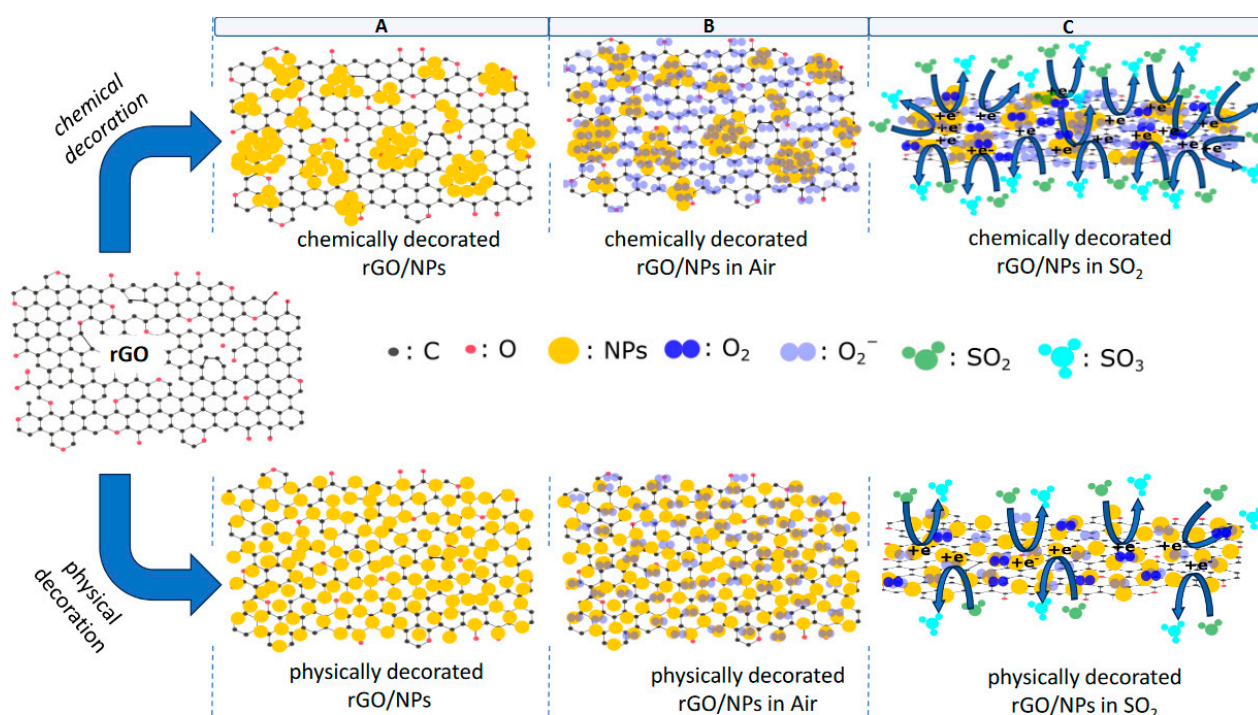 A
B
C
chemical
decoration
chemically decorated
rGO/NPs
chemically decorated
rGO/NPs in Air
+e⁻
+e⁻
+e⁻
+e⁻
+e⁻
+e⁻
+e⁻
+e⁻
+e⁻
+e⁻
chemically decorated
rGO/NPs in SO₂
rGO
: C
: O
: NPs
: O₂
: O₂⁻
: SO₂
: SO₃
physical
decoration
physically decorated
rGO/NPs
physically decorated
rGO/NPs in Air
+e⁻
+e⁻
+e⁻
+e⁻
+e⁻
+e⁻
physically decorated
rGO/NPs in SO₂